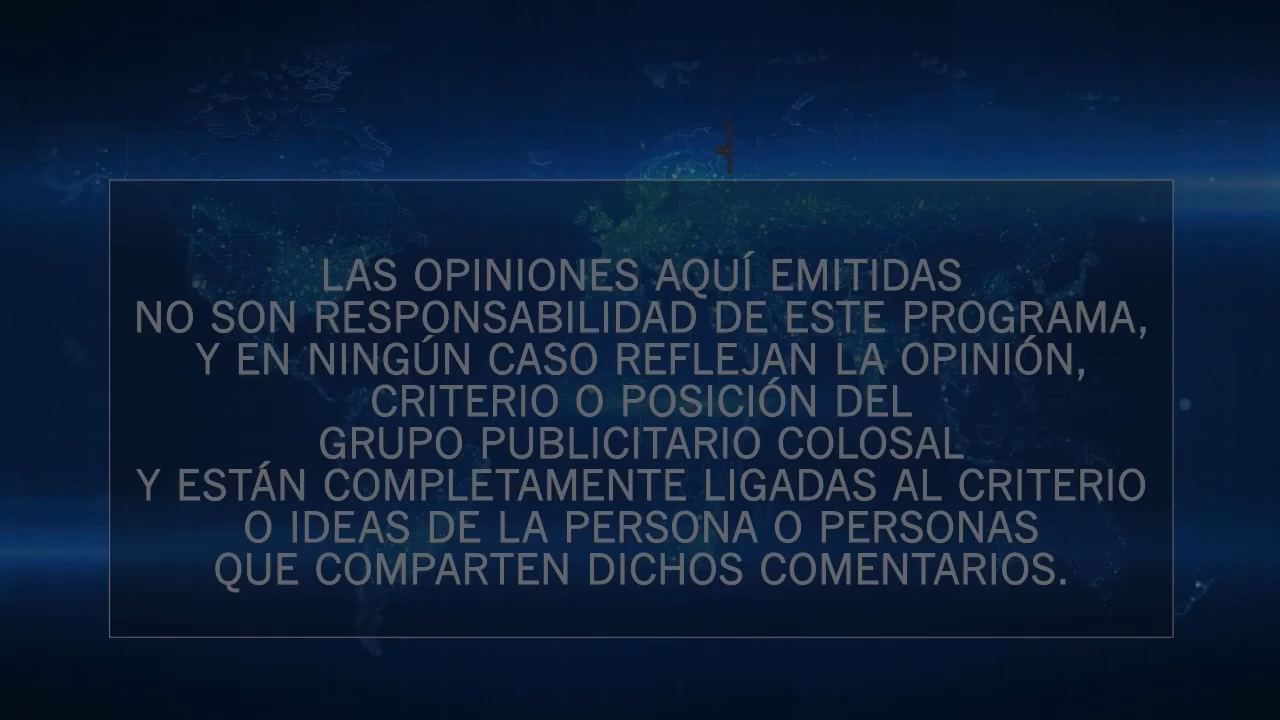 LAS OPINIONES AQUÍ EMITIDAS
NO SON RESPONSABILIDAD DE ESTE PROGRAMA,
Y EN NINGÚN CASO REFLEJAN LA OPINIÓN,
CRITERIO O POSICIÓN DEL
GRUPO PUBLICITARIO COLOSAL
Y ESTÁN COMPLETAMENTE LIGADAS AL CRITERIO
O IDEAS DE LA PERSONA O PERSONAS
QUE COMPARTEN DICHOS COMENTARIOS.